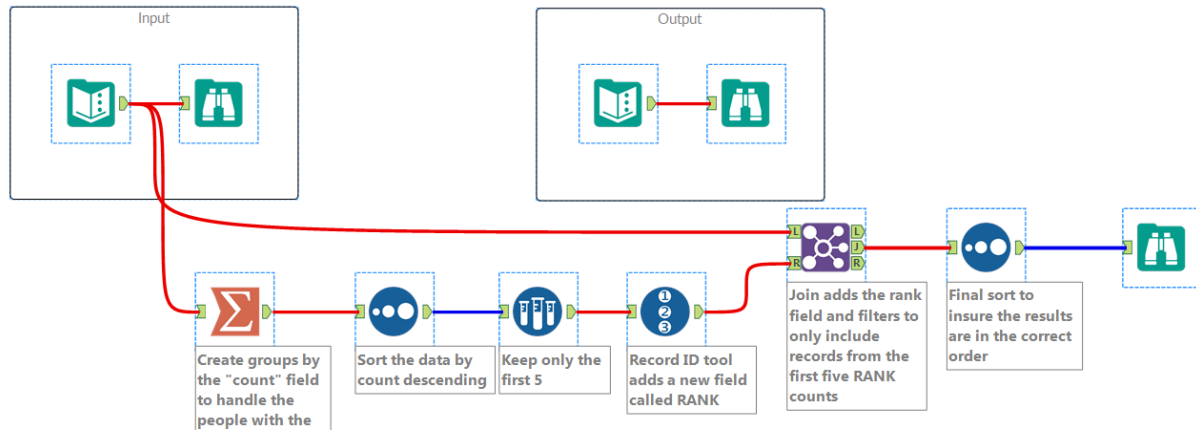 Input
Output
L
L
J
R
R
1
2
3
Create groups by
the "count" field
to handle the
people with the
Sort the data by
count descending
Keep only the
first 5
Record ID tool
adds a new field
called RANK
Join adds the rank
field and filters to
only include
records from the
first five RANK
counts
Final sort to
insure the results
are in the correct
order